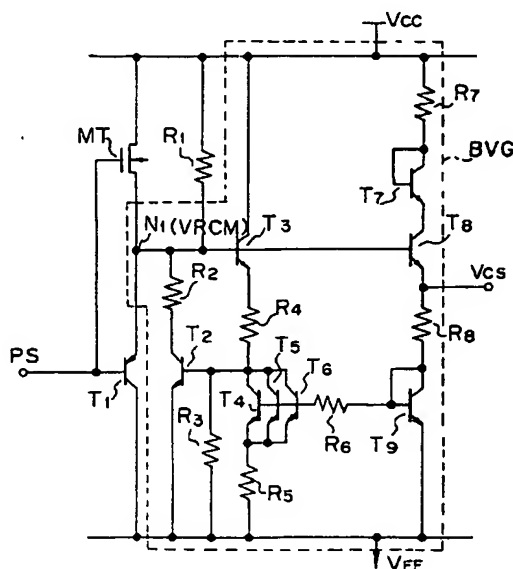 VCC
R7
MT
R1
BVG
T7
N1 (VRCM)
T3
T8
R2
VCS
R4
R8
PS
T2
T5
T6
T1
T4
R3
R6
T9
R5
VEE